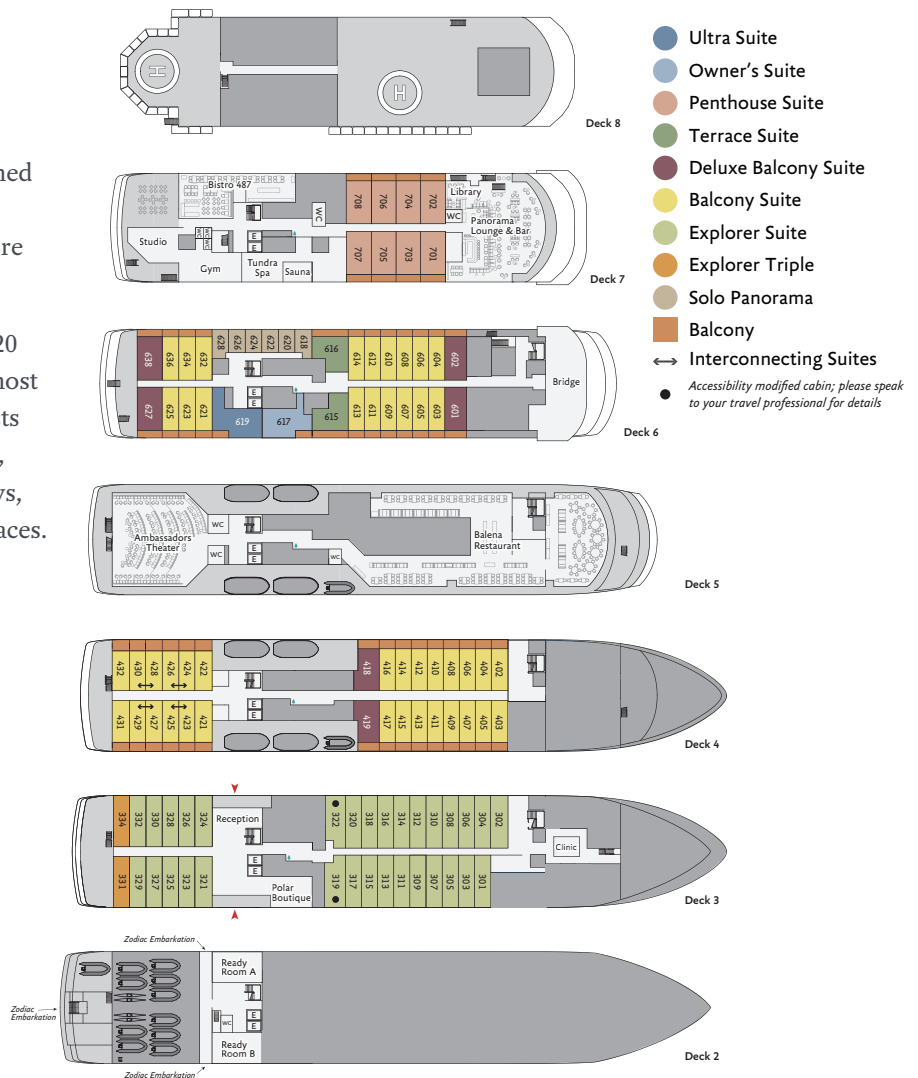 ned
re
20
nost
ts
,
ws,
aces.
Ultra Suite
Owner's Suite
Penthouse Suite
Terrace Suite
Deluxe Balcony Suite
Balcony Suite
Explorer Suite
Explorer Triple
Solo Panorama
Balcony
Interconnecting Suites
Accessibility modified cabin; please speak
to your travel professional for details
H
H
Deck 8
Bistro 487
708 706 704 702
Library
WC
WC
Panorama
Lounge & Bar
Studio
WC
WC WC
E
E
Gym
Tundra
Spa
Sauna
707 705 703 701
Deck 7
638 636 634 632 628 626 624 622 620 618 616 614 612 610 608 606 604 602
E
E
Bridge
627 625 623 621 619 617 615 613 611 609 607 605 603 601
Deck 6
Ambassadors
Theater
WC
WC
E
E
WC
Balena
Restaurant
Deck 5
432 430 428 426 424 422 418 416 414 412 410 408 406 404 402
E
E
431 429 427 425 423 421 419 417 415 413 411 409 407 405 403
Deck 4
334 332 330 328 326 324
Reception
322 320 318 316 314 312 310 308 306 304 302
E
E
Clinic
331 329 327 325 323 321
Polar
Boutique
319 317 315 313 311 309 307 305 303 301
Deck 3
Zodiac Embarkation
Ready
Room A
Zodiac
Embarkation
WC
E
E
Ready
Room B
Deck 2
Zodiac Embarkation